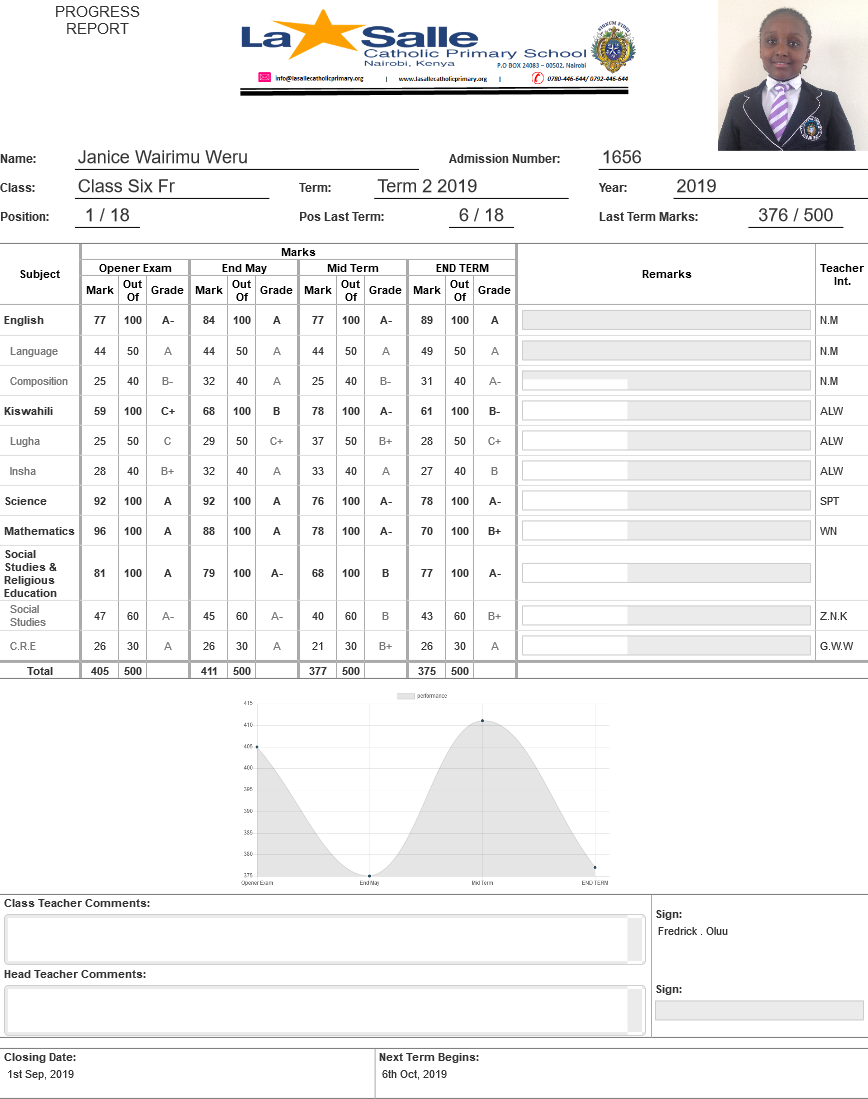 PROGRESS
REPORT
La Salle
Catholic Primary School
Nairobi, Kenya
P.O BOX 24083 – 00502, Nairobi
info@lasallecatholicprimary.org | www.lasallecatholicprimary.org | 0780-446-644/ 0792-446-644
Name: Janice Wairimu Weru Admission Number: 1656
Class: Class Six Fr Term: Term 2 2019 Year: 2019
Position: 1 / 18 Pos Last Term: 6 / 18 Last Term Marks: 376 / 500
Subject Marks Remarks Teacher Int.
Opener Exam End May Mid Term END TERM
Mark Out Of Grade Mark Out Of Grade Mark Out Of Grade Mark Out Of Grade
English 77 100 A- 84 100 A 77 100 A- 89 100 A N.M
Language 44 50 A 44 50 A 44 50 A 49 50 A N.M
Composition 25 40 B- 32 40 A 25 40 B- 31 40 A- N.M
Kiswahili 59 100 C+ 68 100 B 78 100 A- 61 100 B- ALW
Lugha 25 50 C 29 50 C+ 37 50 B+ 28 50 C+ ALW
Insha 28 40 B+ 32 40 A 33 40 A 27 40 B ALW
Science 92 100 A 92 100 A 76 100 A- 78 100 A- SPT
Mathematics 96 100 A 88 100 A 78 100 A- 70 100 B+ WN
Social Studies & Religious Education 81 100 A 79 100 A- 68 100 B 77 100 A-
Social Studies 47 60 A- 45 60 A- 40 60 B 43 60 B+ Z.N.K
C.R.E 26 30 A 26 30 A 21 30 B+ 26 30 A G.W.W
Total 405 500 411 500 377 500 375 500
performance
415
410
405
400
395
390
385
380
375
Opener Exam End May Mid Term END TERM
Class Teacher Comments:
Sign:
Fredrick . Oluu
Head Teacher Comments:
Sign:
Closing Date: Next Term Begins:
1st Sep, 2019 6th Oct, 2019